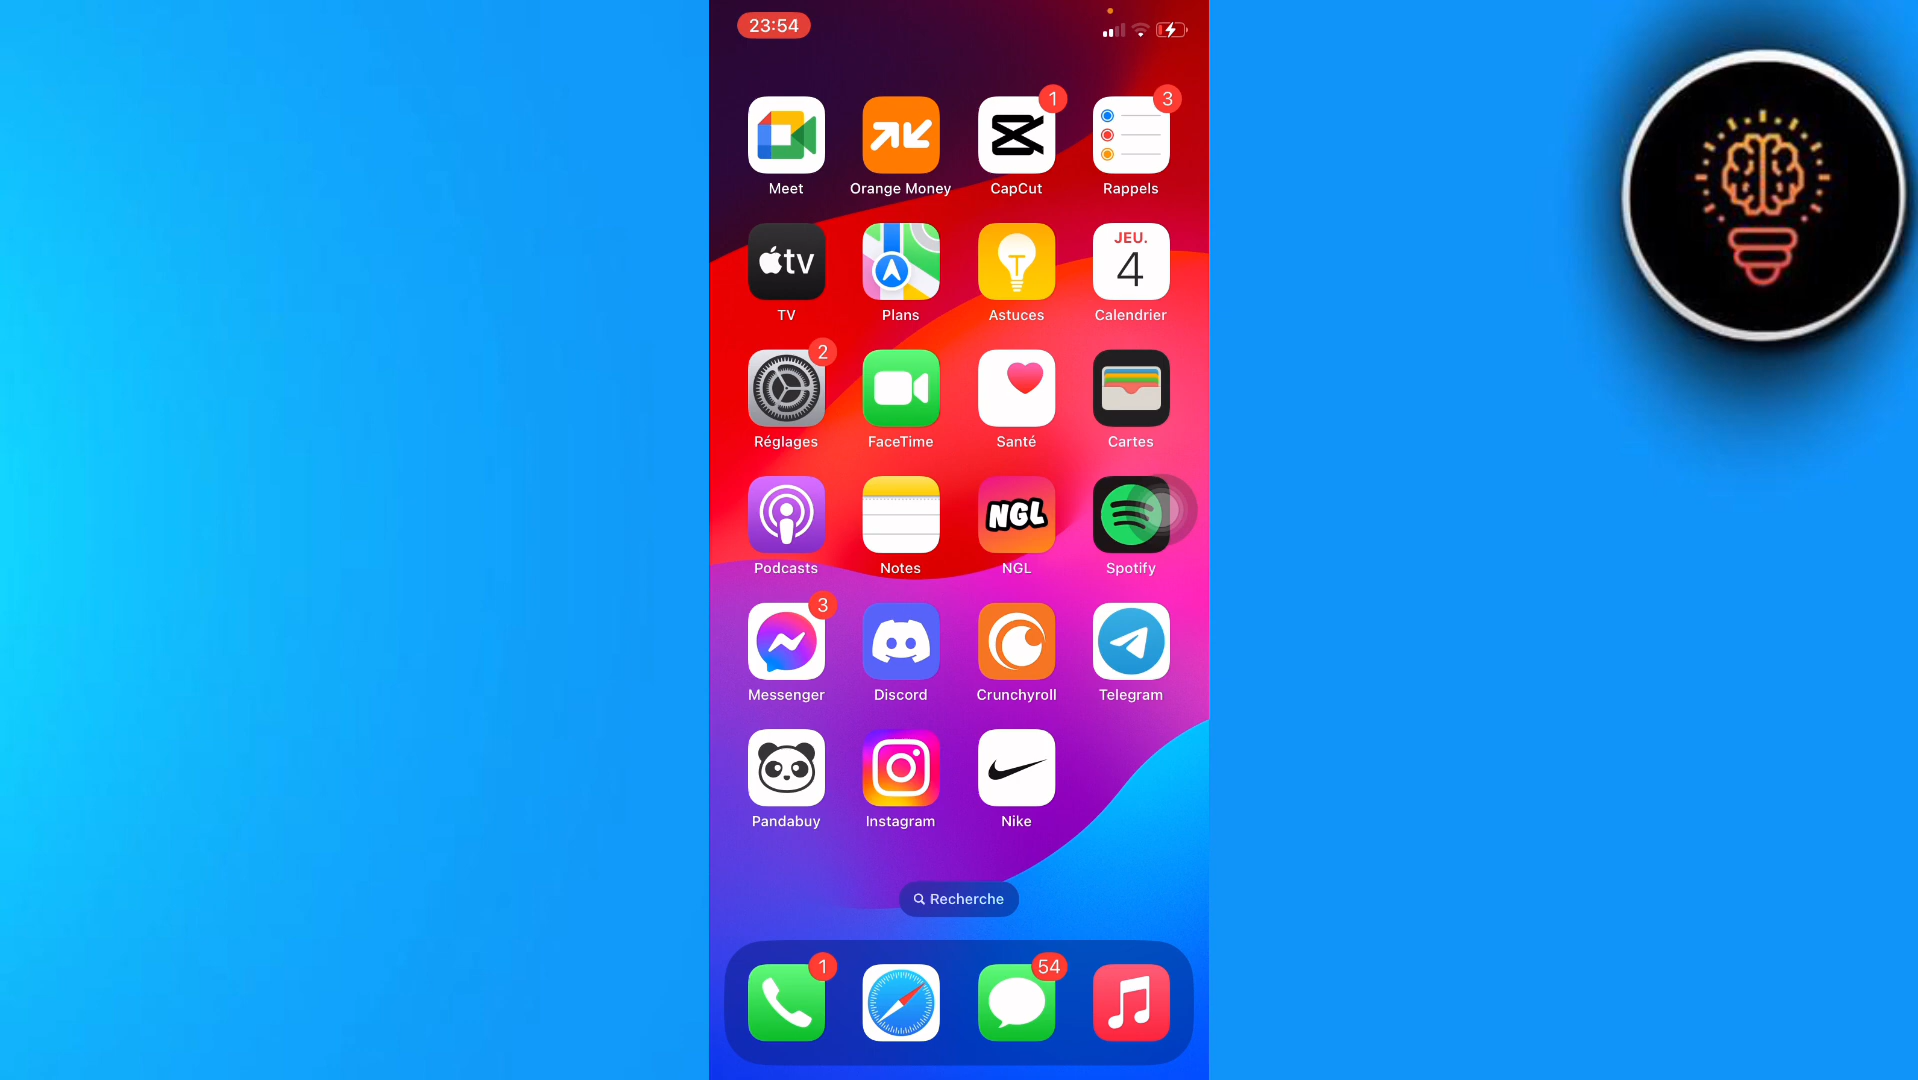 23:54
1
3
Meet
Orange Money
CapCut
Rappels
tv
T
JEU.
4
TV
Plans
Astuces
Calendrier
2
Réglages
FaceTime
Santé
Cartes
NGL
Podcasts
Notes
NGL
Spotify
3
Messenger
Discord
Crunchyroll
Telegram
Pandabuy
Instagram
Nike
Recherche
1
54